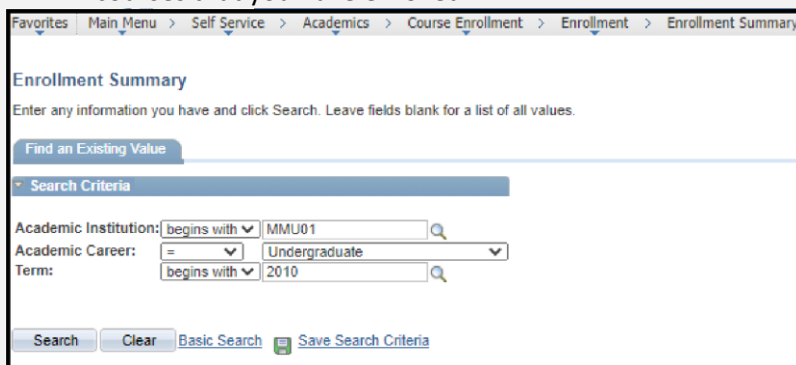 Favorites Main Menu > Self Service > Academics > Course Enrollment > Enrollment > Enrollment Summary
Enrollment Summary
Enter any information you have and click Search. Leave fields blank for a list of all values.
Find an Existing Value
Search Criteria
Academic Institution: begins with MMU01
Academic Career: = Undergraduate
Term: begins with 2010
Search Clear Basic Search Save Search Criteria